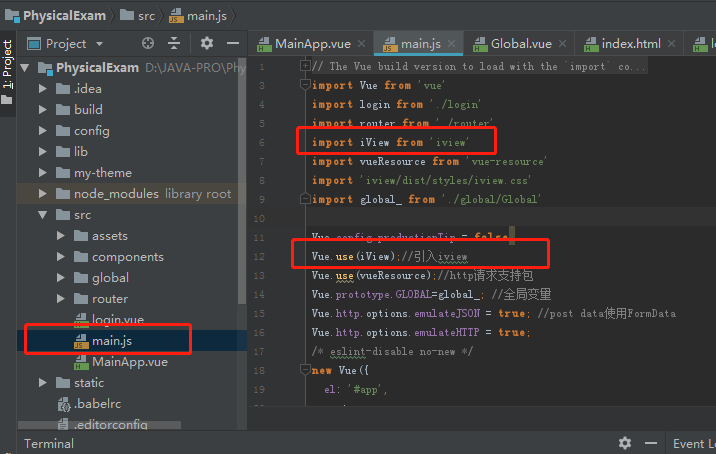 PhysicalExam
src
main.js
1: Project
Project
MainApp.vue
main.js
Global.vue
index.html
PhysicalExam D:\JAVA-PRO\Phy
.idea
build
config
lib
my-theme
node_modules library root
src
assets
components
global
router
login.vue
main.js
MainApp.vue
static
.babelrc
.editorconfig
1 // The Vue build version to load with the `import` co...
3 import Vue from 'vue'
4 import login from './login'
5 import router from './router'
6 import iView from 'iview'
7 import vueResource from 'vue-resource'
8 import 'iview/dist/styles/iview.css'
9 import global_ from './global/Global'
10
11 Vue.config.productionTip = false
12 Vue.use(iView);//引入iview
13 Vue.use(vueResource);//http请求支持包
14 Vue.prototype.GLOBAL=global_; //全局变量
15 Vue.http.options.emulateJSON = true; //post data使用FormData
16 Vue.http.options.emulateHTTP = true;
17 /* eslint-disable no-new */
18 new Vue({
19 el: '#app',
Terminal
Event Lo